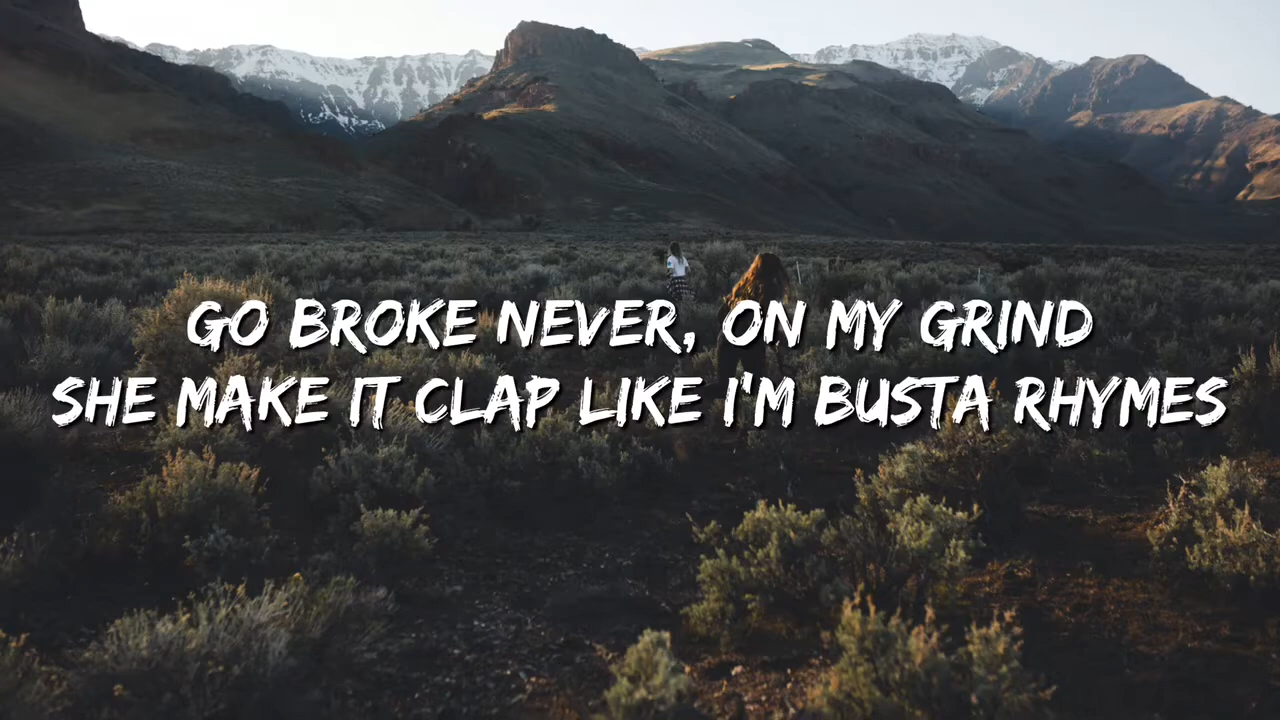 GO BROKE NEVER, ON MY GRIND
SHE MAKE IT CLAP LIKE I'M BUSTA RHYMES